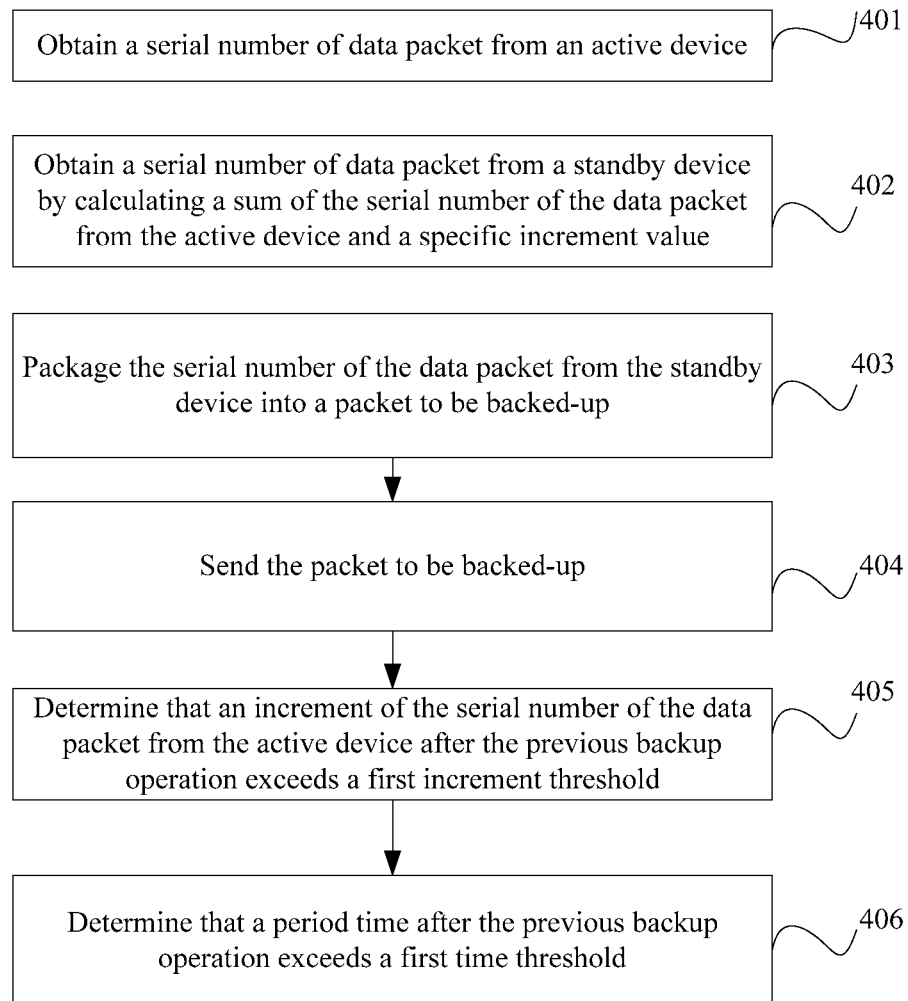 Obtain a serial number of data packet from an active device
401
Obtain a serial number of data packet from a standby device
by calculating a sum of the serial number of the data packet
from the active device and a specific increment value
402
Package the serial number of the data packet from the standby
device into a packet to be backed-up
403
Send the packet to be backed-up
404
Determine that an increment of the serial number of the data
packet from the active device after the previous backup
operation exceeds a first increment threshold
405
Determine that a period time after the previous backup
operation exceeds a first time threshold
406